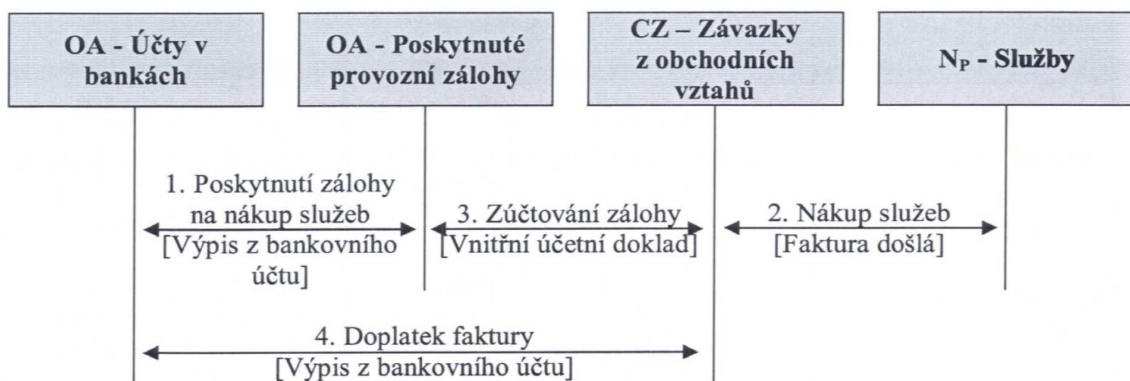 OA - Účty v
bankách
OA - Poskytnuté
provozní zálohy
CZ – Závazky
z obchodních
vztahů
NP - Služby
1. Poskytnutí zálohy
na nákup služeb
[Výpis z bankovního
účtu]
3. Zúčtování zálohy
[Vnitřní účetní doklad]
2. Nákup služeb
[Faktura došlá]
4. Doplatek faktury
[Výpis z bankovního účtu]